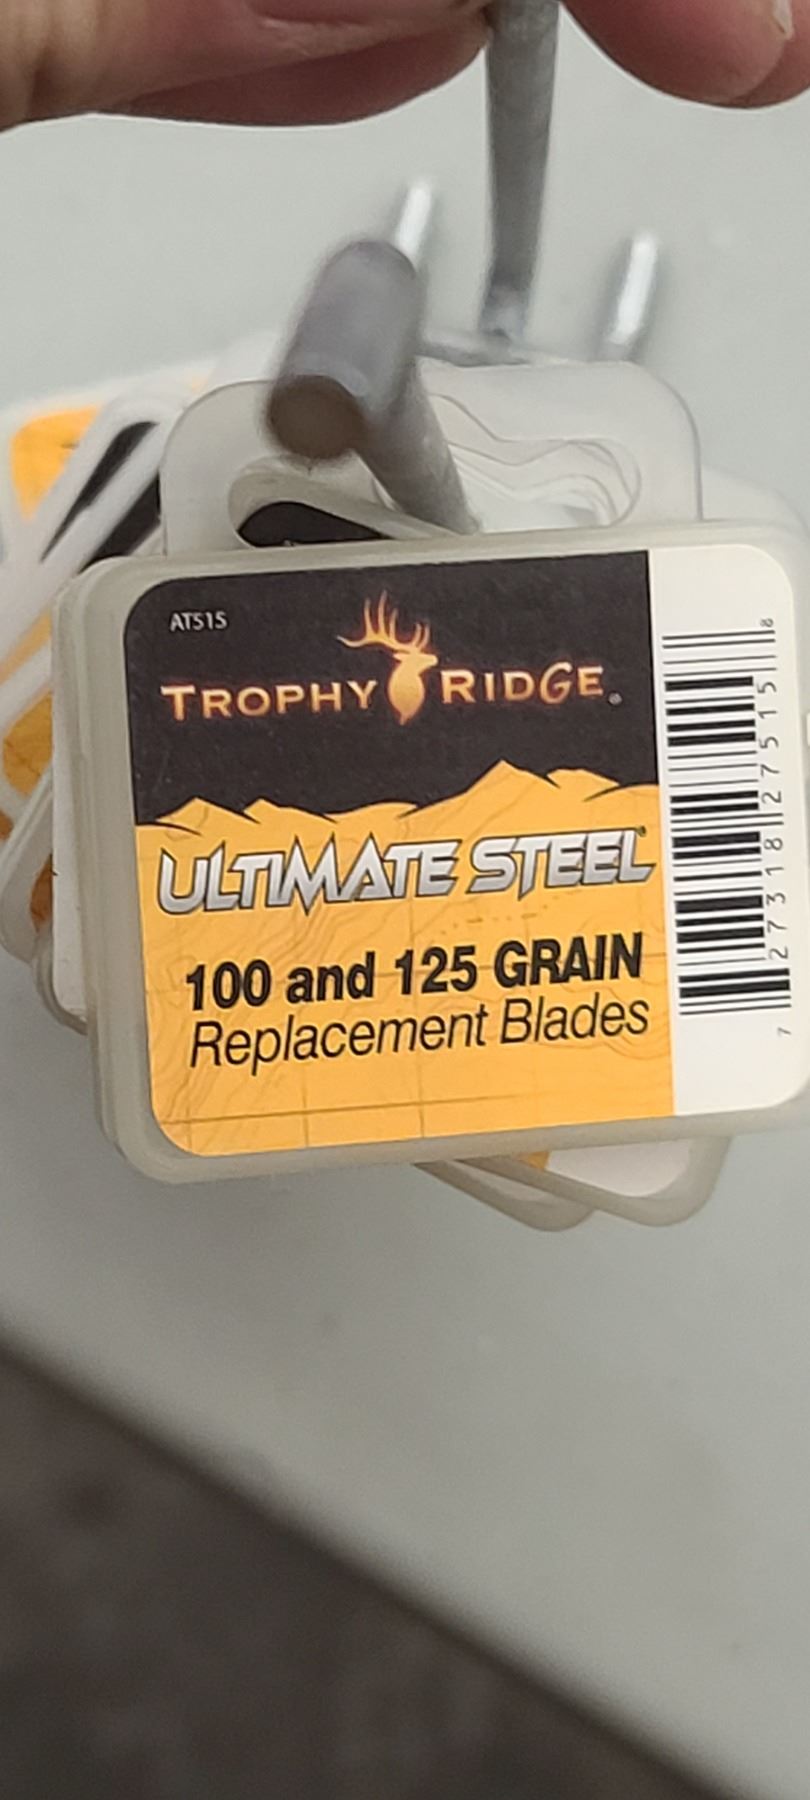 AT515
TROPHY RIDGE®
ULTIMATE STEEL®
100 and 125 GRAIN
Replacement Blades
7 27318 27515 8